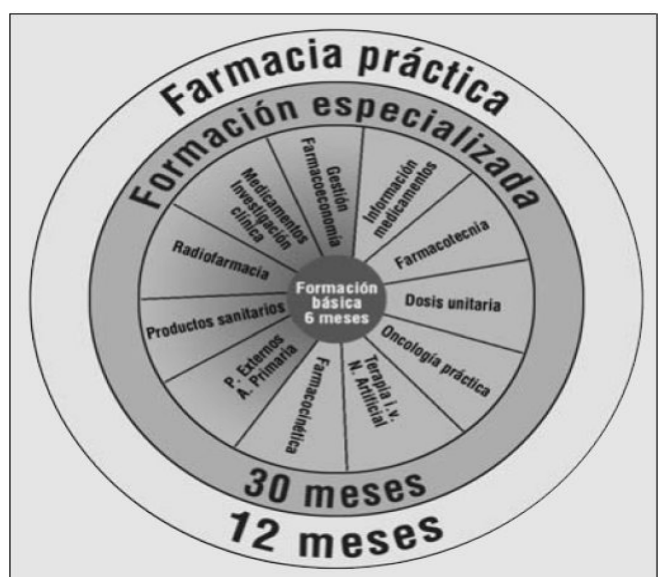 Farmacia práctica
Formación especializada
Gestión
Farmacoeconomía
Información
medicamentos
Farmacotecnia
Dosis unitaria
Oncología práctica
Terapia i.v.
N. Artificial
Farmacocinética
P. Externos
A. Primaria
Productos sanitarios
Radiofarmacia
Medicamentos
Investigación
clínica
Formación
básica
6 meses
30 meses
12 meses